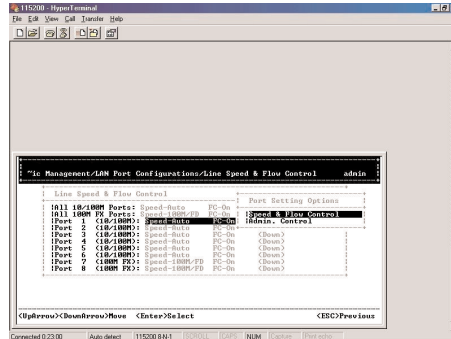 115200 - HyperTerminal
File Edit View Call Transfer Help
~ic Management/LAN Port Configurations/Line Speed & Flow Control admin
Line Speed & Flow Control
Port Setting Options
All 10/100M Ports: Speed-Auto FC-On
All 100M FX Ports: Speed-100M/FD FC-On Speed & Flow Control
Port 1 (10/100M): Speed-Auto FC-On Admin. Control
Port 2 (10/100M): Speed-Auto FC-On
Port 3 (10/100M): Speed-Auto FC-On (Down)
Port 4 (10/100M): Speed-Auto FC-On (Down)
Port 5 (10/100M): Speed-Auto FC-On (Down)
Port 6 (10/100M): Speed-Auto FC-On (Down)
Port 7 (100M FX): Speed-100M/FD FC-On (Down)
Port 8 (100M FX): Speed-100M/FD FC-On (Down)
<UpArrow><DownArrow>Move <Enter>Select <ESC>Previous
Connected 0:23:00 Auto detect 115200 8-N-1 SCROLL CAPS NUM Capture Print echo